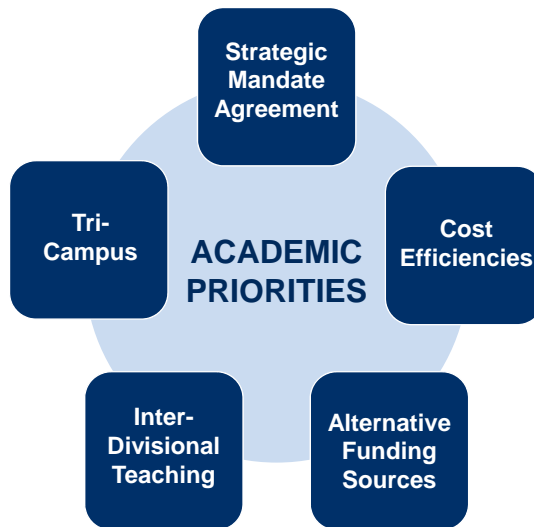 Strategic
Mandate
Agreement
Tri-
Campus
ACADEMIC
PRIORITIES
Cost
Efficiencies
Inter-
Divisional
Teaching
Alternative
Funding
Sources